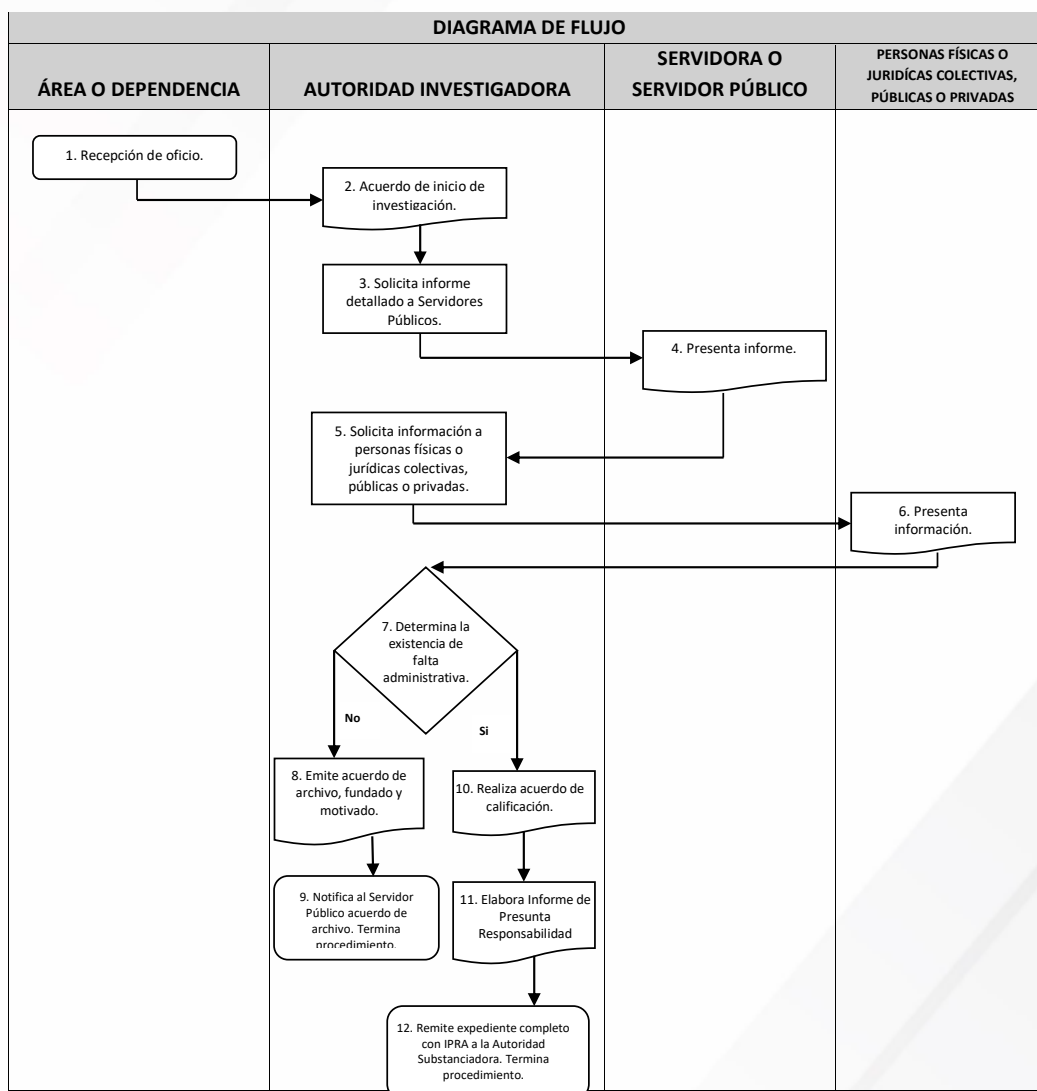 DIAGRAMA DE FLUJO
ÁREA O DEPENDENCIA
AUTORIDAD INVESTIGADORA
SERVIDORA O
SERVIDOR PÚBLICO
PERSONAS FÍSICAS O
JURIDÍCAS COLECTIVAS,
PÚBLICAS O PRIVADAS
1. Recepción de oficio.
2. Acuerdo de inicio de
investigación.
3. Solicita informe
detallado a Servidores
Públicos.
4. Presenta informe.
5. Solicita información a
personas físicas o
jurídicas colectivas,
públicas o privadas.
6. Presenta
información.
7. Determina la
existencia de
falta
administrativa.
No
Si
8. Emite acuerdo de
archivo, fundado y
motivado.
10. Realiza acuerdo de
calificación.
9. Notifica al Servidor
Público acuerdo de
archivo. Termina
procedimiento.
11. Elabora Informe de
Presunta
Responsabilidad
12. Remite expediente completo
con IPRA a la Autoridad
Substanciadora. Termina
procedimiento.